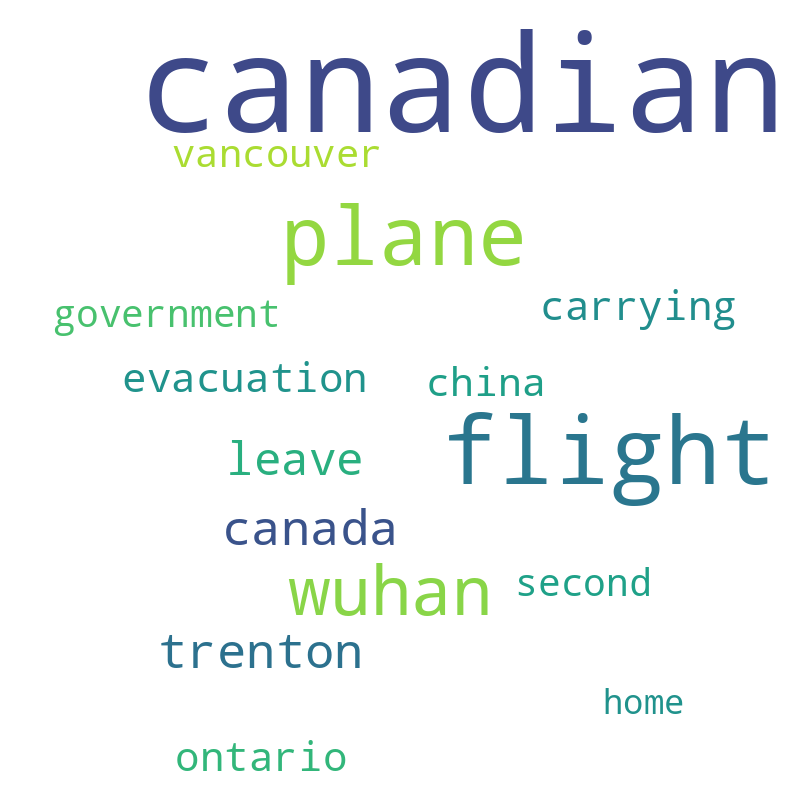 canadian
vancouver
plane
government
carrying
evacuation
china
leave
flight
canada
wuhan
second
trenton
home
ontario